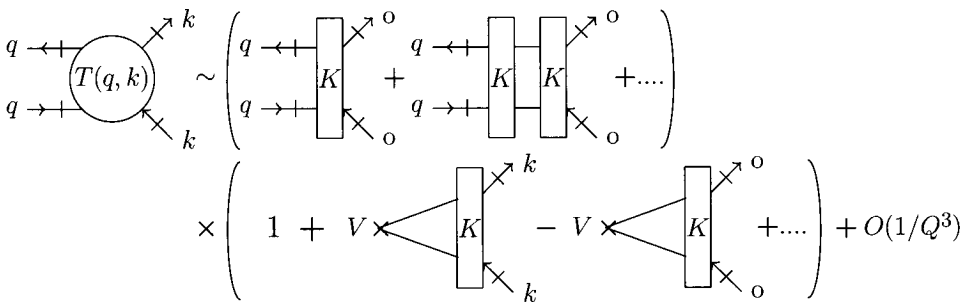 q q T(q, k) k k ∼ ( q q K o o + q q K K o o +.... )
× ( 1 + V K k k − V K o o +.... ) + O(1/Q³)